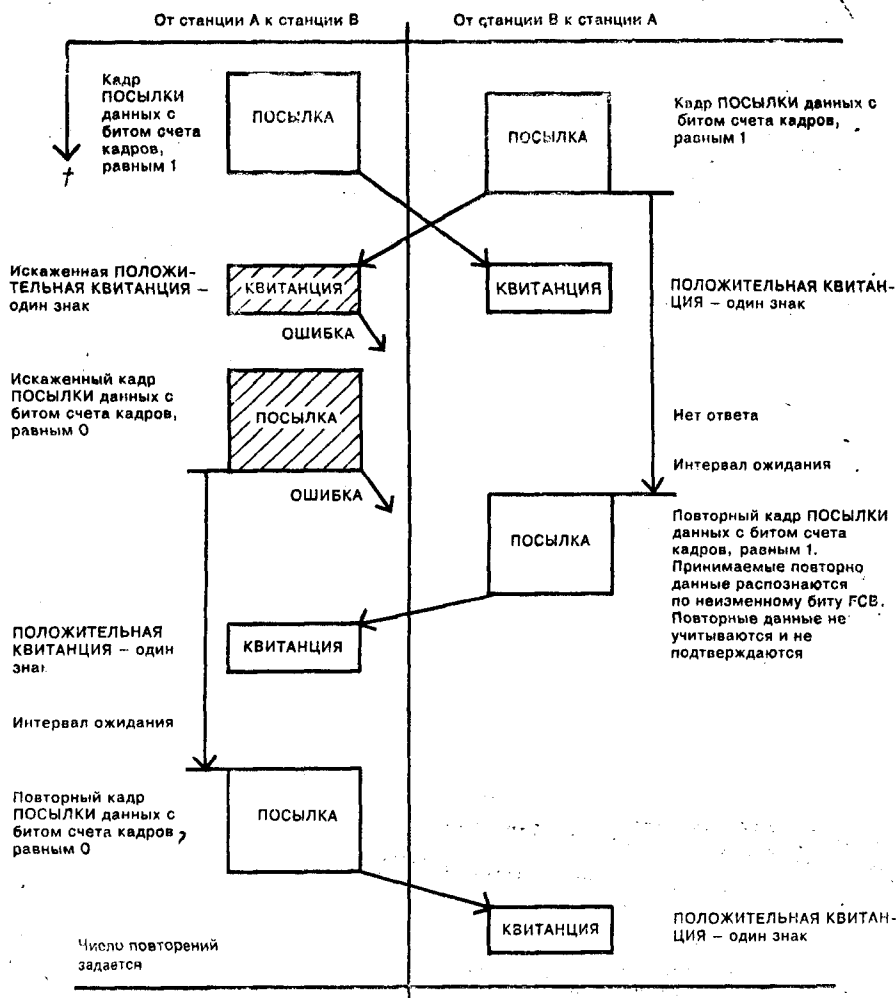 От станции А к станции В
От станции В к станции А
Кадр
ПОСЫЛКИ
данных с
битом счета
кадров,
равным 1
ПОСЫЛКА
ПОСЫЛКА
Кадр ПОСЫЛКИ данных с
битом счета кадров,
равным 1
t
Искаженная ПОЛОЖИ-
ТЕЛЬНАЯ КВИТАНЦИЯ –
один знак
КВИТАНЦИЯ
КВИТАНЦИЯ
ПОЛОЖИТЕЛЬНАЯ КВИТАН-
ЦИЯ – один знак
ОШИБКА
Искаженный кадр
ПОСЫЛКИ данных с
битом счета кадров,
равным 0
ПОСЫЛКА
Нет ответа
Интервал ожидания
ОШИБКА
ПОСЫЛКА
Повторный кадр ПОСЫЛКИ
данных с битом счета
кадров, равным 1.
Принимаемые повторно
данные распознаются
по неизменному биту FCB.
Повторные данные не
учитываются и не
подтверждаются
ПОЛОЖИТЕЛЬНАЯ
КВИТАНЦИЯ – один
знак
КВИТАНЦИЯ
Интервал ожидания
Повторный кадр
ПОСЫЛКИ данных с
битом счета кадров,
равным 0
ПОСЫЛКА
КВИТАНЦИЯ
ПОЛОЖИТЕЛЬНАЯ КВИТАН-
ЦИЯ – один знак
Число повторений
задается